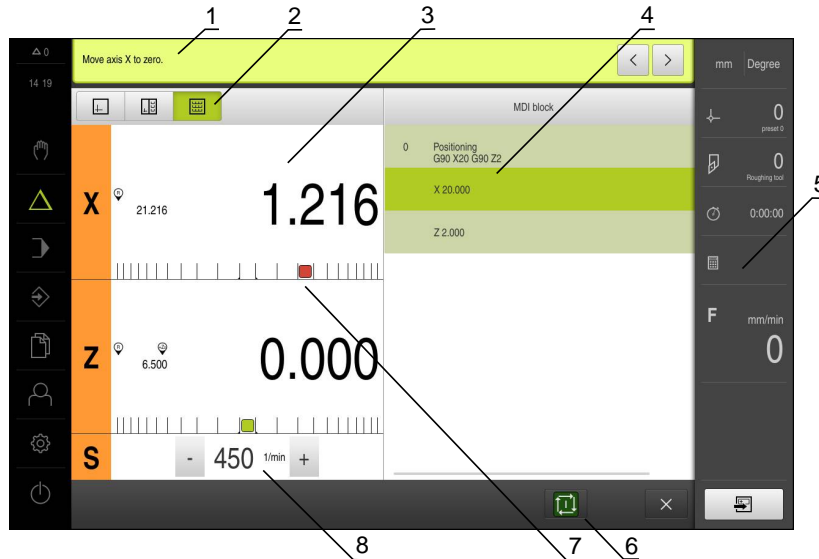 1
2
3
4
0
14 19
Move axis X to zero.
mm Degree
MDI block
0
preset 0
0
Roughing tool
0:00:00
5
F mm/min
0
X
R
21.216
1.216
0 Positioning
G90 X20 G90 Z2
X 20.000
Z 2.000
Z
R
6.500
0.000
S
- 450 1/min +
8
7
6